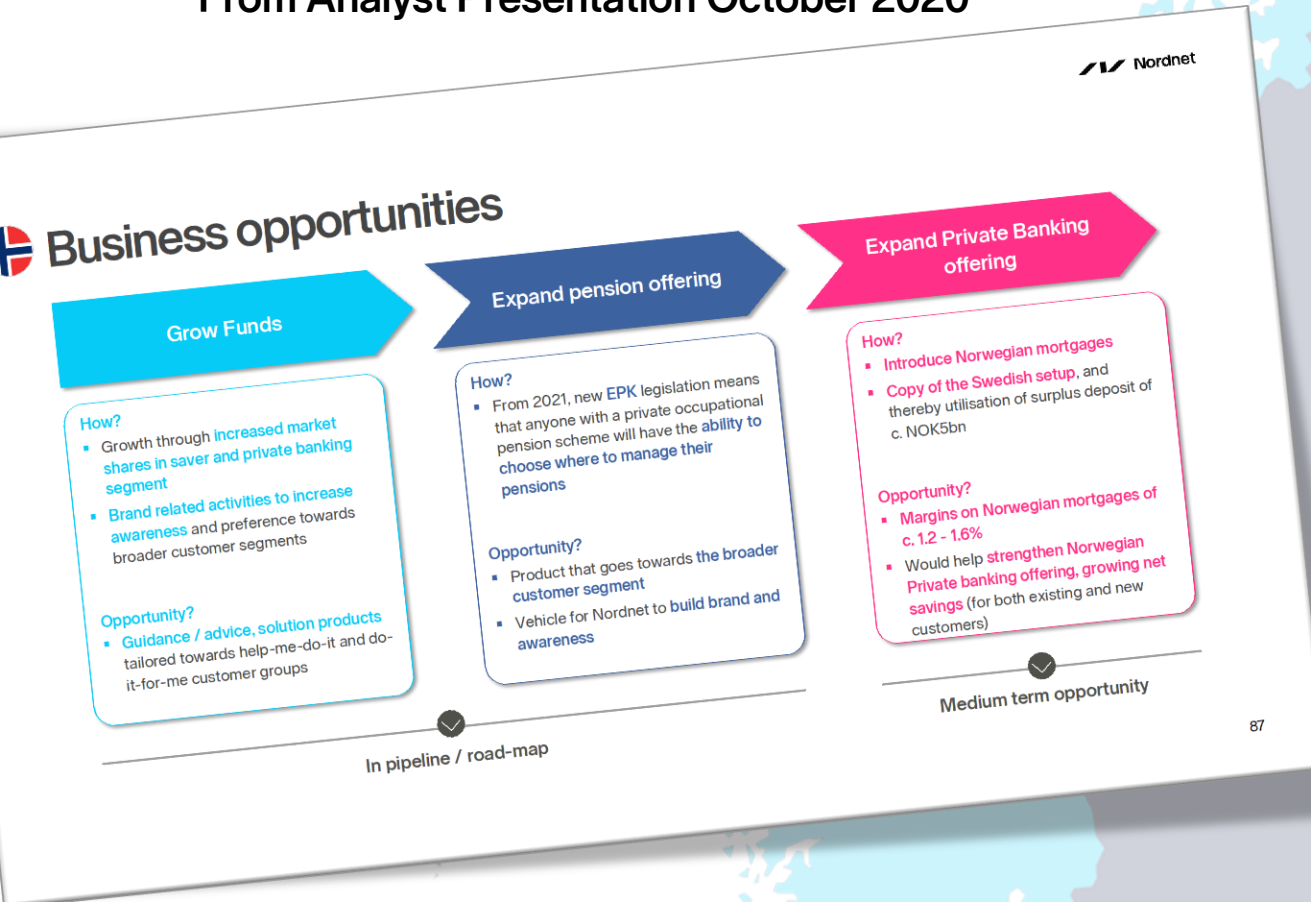 From Analyst Presentation October 2020
Nordnet
Business opportunities
Grow Funds
How?
▪ Growth through increased market
shares in saver and private banking
segment
▪ Brand related activities to increase
awareness and preference towards
broader customer segments
Opportunity?
▪ Guidance / advice, solution products
tailored towards help-me-do-it and do-
it-for-me customer groups
Expand pension offering
How?
▪ From 2021, new EPK legislation means
that anyone with a private occupational
pension scheme will have the ability to
choose where to manage their
pensions
Opportunity?
▪ Product that goes towards the broader
customer segment
▪ Vehicle for Nordnet to build brand and
awareness
In pipeline / road-map
Expand Private Banking
offering
How?
▪ Introduce Norwegian mortgages
▪ Copy of the Swedish setup, and
thereby utilisation of surplus deposit of
c. NOK5bn
Opportunity?
▪ Margins on Norwegian mortgages of
c. 1.2 - 1.6%
▪ Would help strengthen Norwegian
Private banking offering, growing net
savings (for both existing and new
customers)
Medium term opportunity
87